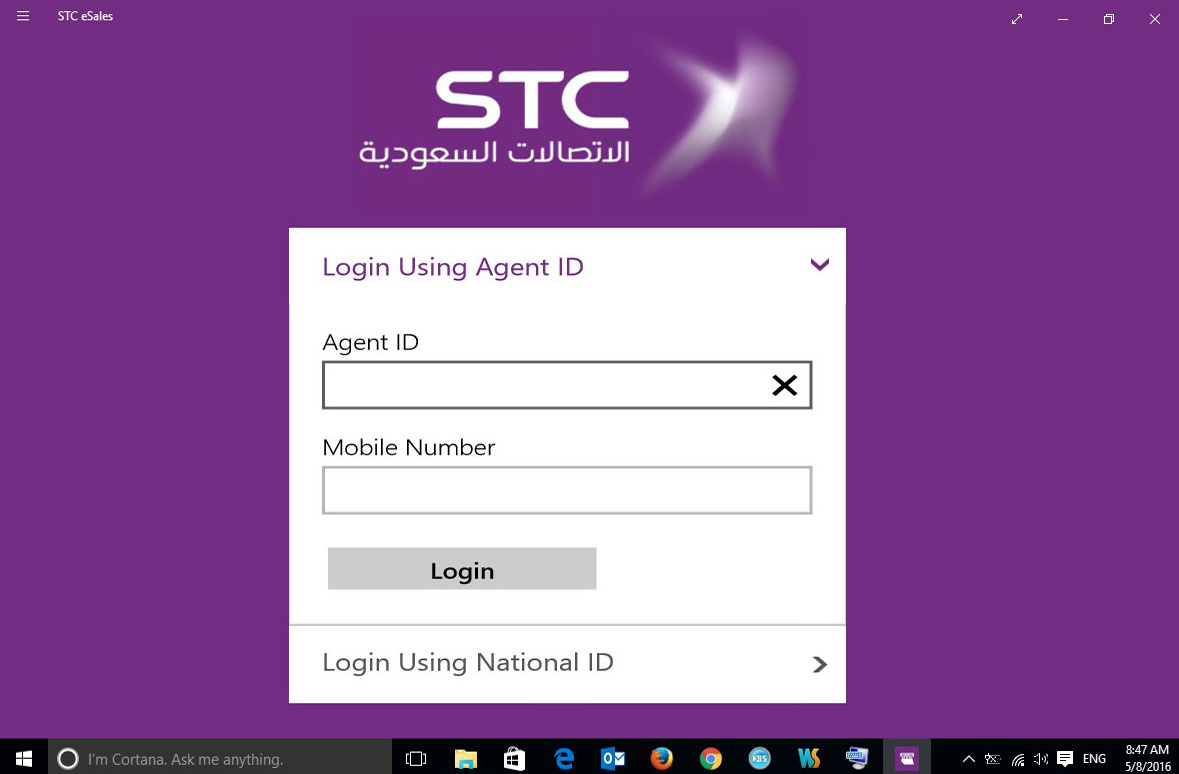 STC eSales
STC
الاتصالات السعودية
Login Using Agent ID
Agent ID
Mobile Number
Login
Login Using National ID
I'm Cortana. Ask me anything.
ENG
8:47 AM
5/8/2016